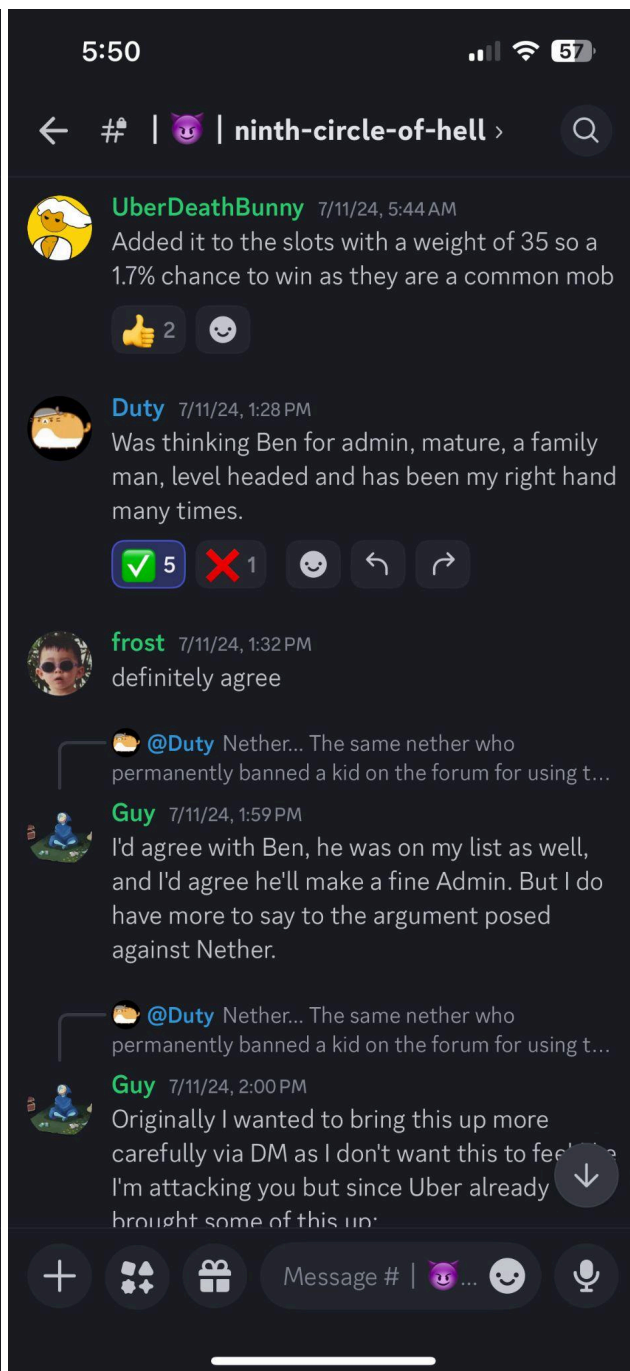 5:50
57
# | 😈 | ninth-circle-of-hell ›
UberDeathBunny 7/11/24, 5:44 AM
Added it to the slots with a weight of 35 so a
1.7% chance to win as they are a common mob
👍 2
Duty 7/11/24, 1:28 PM
Was thinking Ben for admin, mature, a family
man, level headed and has been my right hand
many times.
✅ 5 ❌ 1
frost 7/11/24, 1:32 PM
definitely agree
@Duty Nether... The same nether who
permanently banned a kid on the forum for using t...
Guy 7/11/24, 1:59 PM
I'd agree with Ben, he was on my list as well,
and I'd agree he'll make a fine Admin. But I do
have more to say to the argument posed
against Nether.
@Duty Nether... The same nether who
permanently banned a kid on the forum for using t...
Guy 7/11/24, 2:00 PM
Originally I wanted to bring this up more
carefully via DM as I don't want this to
I'm attacking you but since Uber already
brought some of this up:
Message # | 😈...